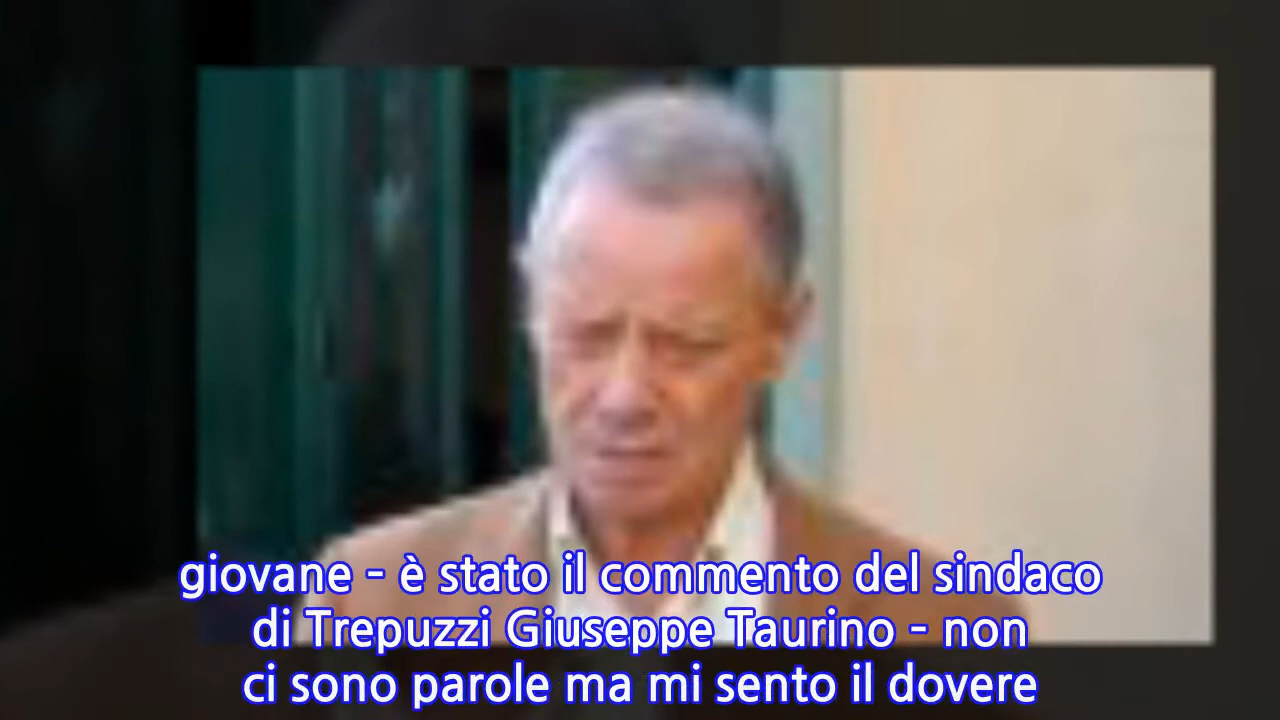 giovane - è stato il commento del sindaco
di Trepuzzi Giuseppe Taurino - non
ci sono parole ma mi sento il dovere